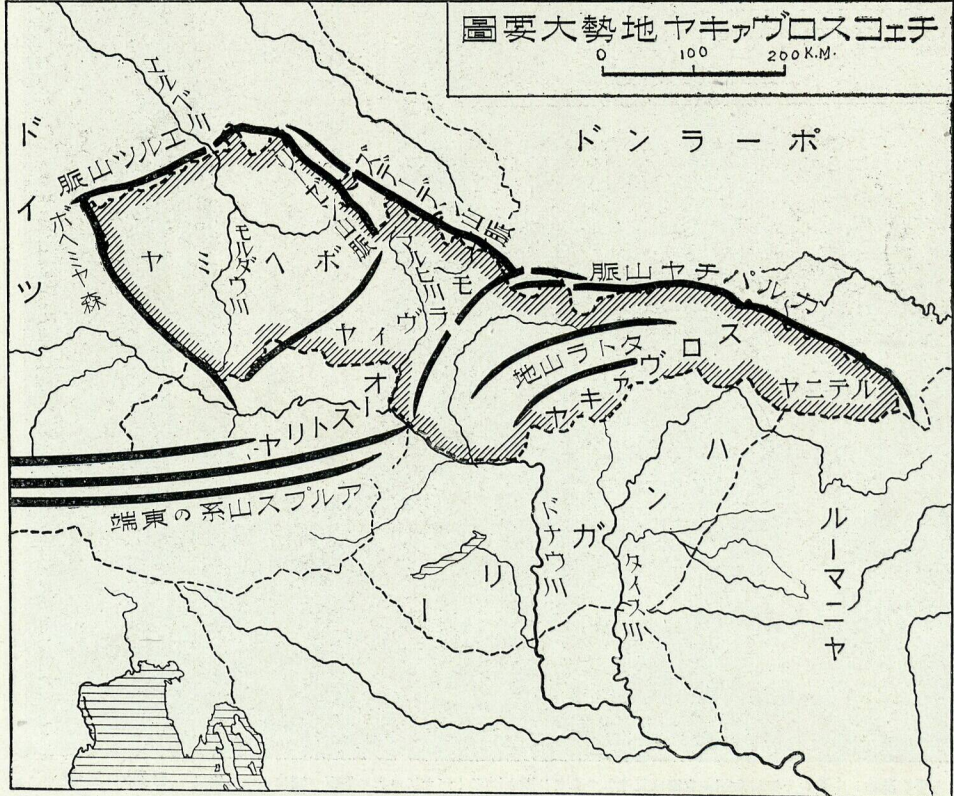 チェコスロヴァキヤ地勢大要圖
0 100 200 K.M.
エルベ川
ドイツ
ポーランド
エルツ山脈
ボヘミヤ森
ボヘミヤ
モルダウ川
カルパチヤ山脈
モラヴィヤ
スロヴァキヤ
タトラ山地
ルテニヤ
オーストリヤ
アルプス山系の東端
ハンガリー
ドナウ川
タイス川
ルーマニヤ